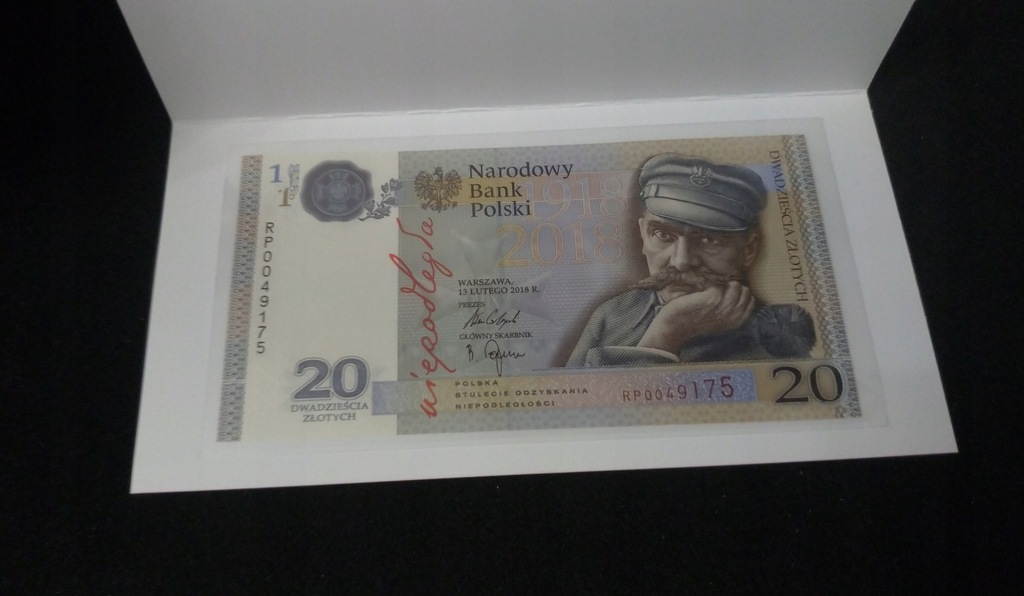 1
1
RP0049175
20
DWADZIEŚCIA
ZŁOTYCH
niepodległa
Narodowy
Bank
Polski
1918
2018
WARSZAWA,
13 LUTEGO 2018 R.
PREZES
GŁÓWNY SKARBNIK
POLSKA
STULECIE ODZYSKANIA
NIEPODLEGŁOŚCI
RP0049175
20
DWADZIEŚCIA ZŁOTYCH